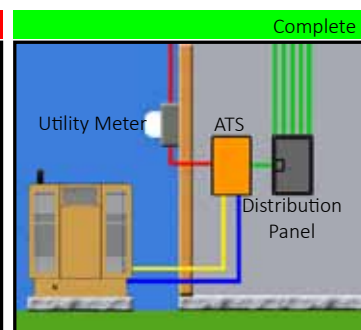 Complete
Utility Meter
ATS
Distribution
Panel